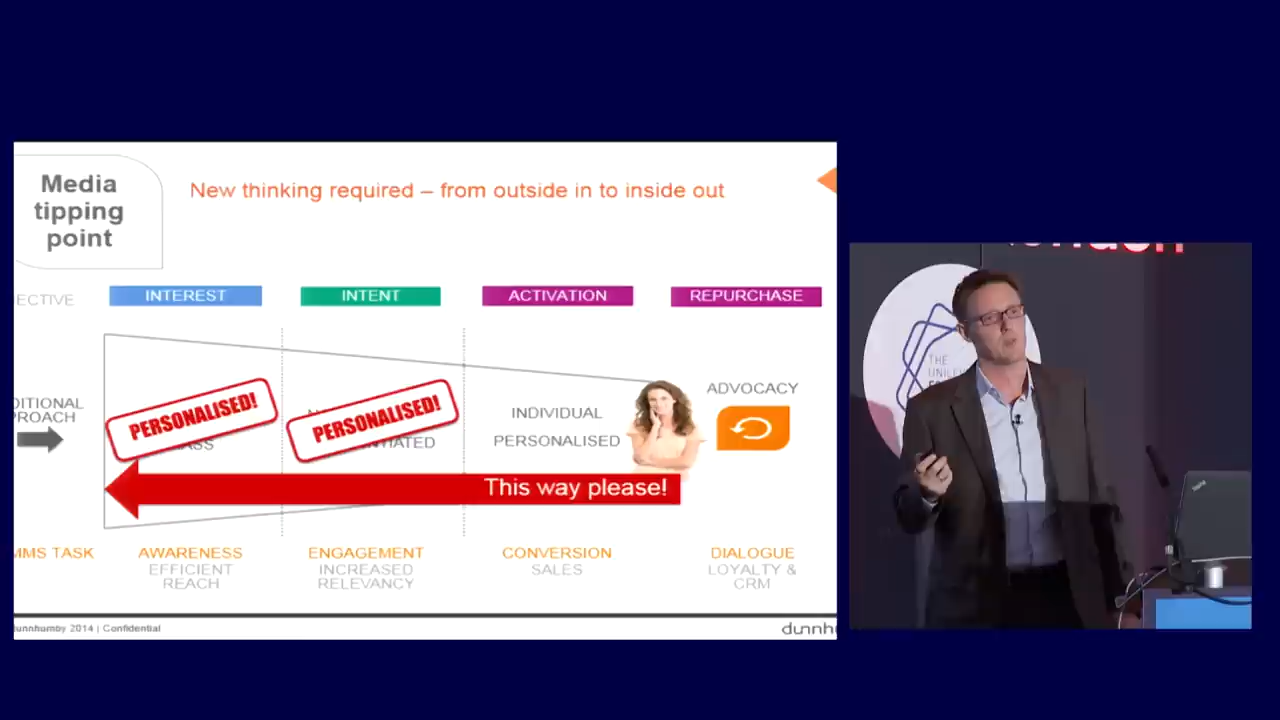 Media
tipping
point
New thinking required – from outside in to inside out
ECTIVE
INTEREST
INTENT
ACTIVATION
REPURCHASE
DITIONAL
PROACH
PERSONALISED!
PERSONALISED!
INDIVIDUAL
PERSONALISED
ADVOCACY
This way please!
MMS TASK
AWARENESS
EFFICIENT
REACH
ENGAGEMENT
INCREASED
RELEVANCY
CONVERSION
SALES
DIALOGUE
LOYALTY &
CRM
unnhumby 2014 | Confidential
dunnh
THE